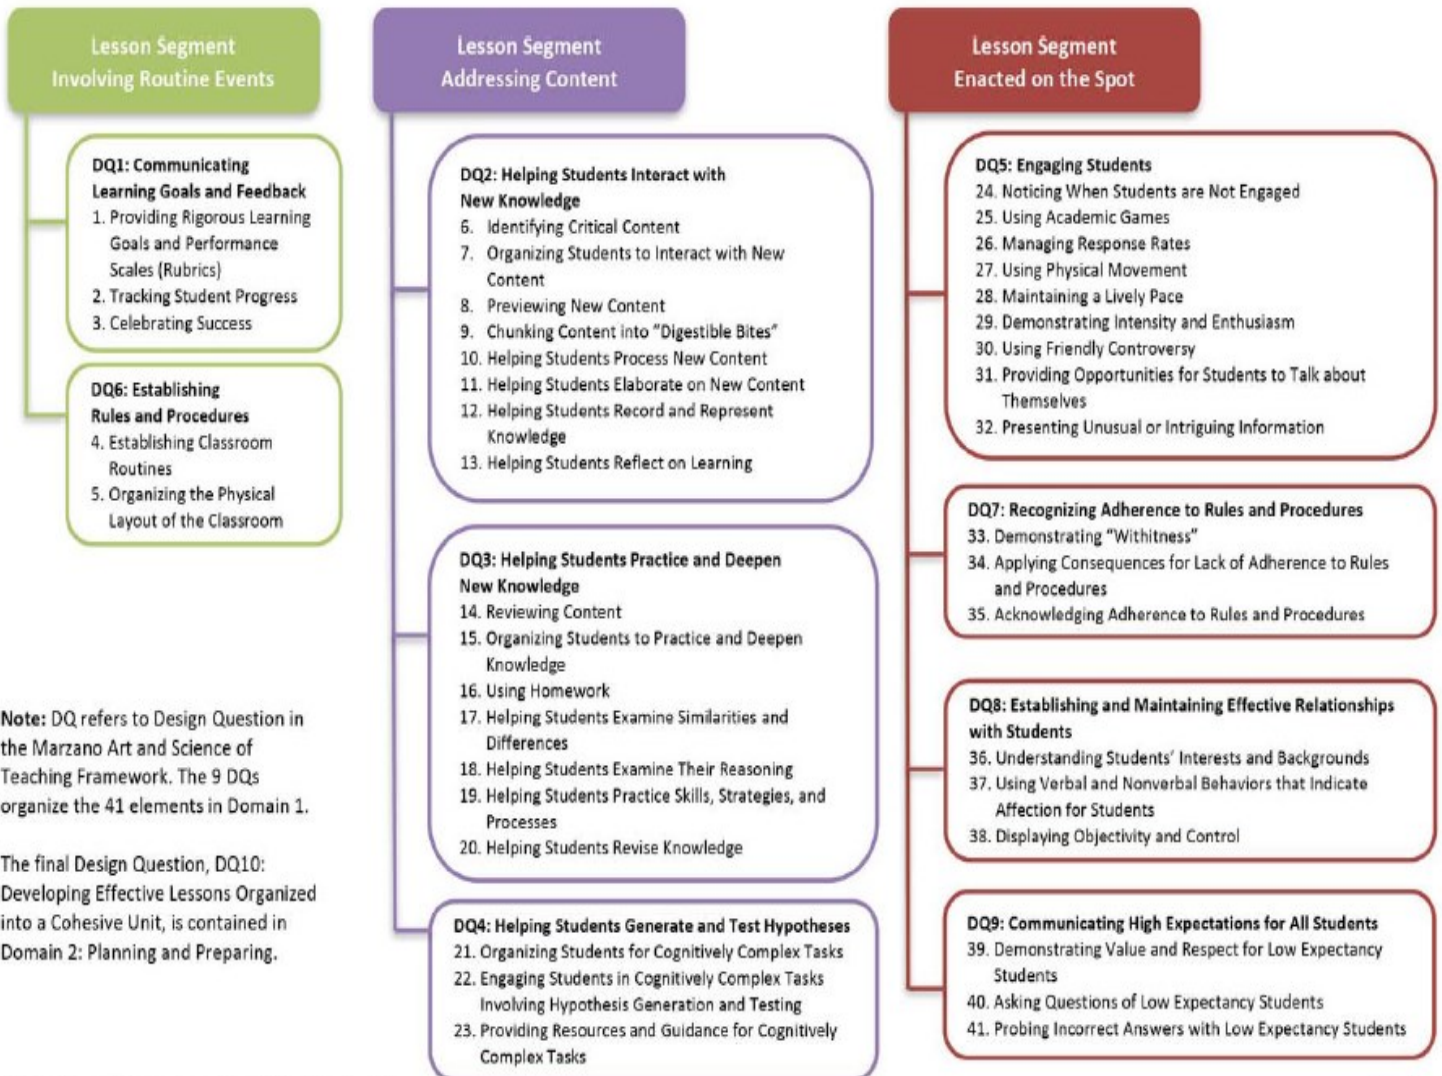 Lesson Segment
Involving Routine Events
DQ1: Communicating
Learning Goals and Feedback
1. Providing Rigorous Learning
Goals and Performance
Scales (Rubrics)
2. Tracking Student Progress
3. Celebrating Success
DQ6: Establishing
Rules and Procedures
4. Establishing Classroom
Routines
5. Organizing the Physical
Layout of the Classroom
Note: DQ refers to Design Question in
the Marzano Art and Science of
Teaching Framework. The 9 DQs
organize the 41 elements in Domain 1.
The final Design Question, DQ10:
Developing Effective Lessons Organized
into a Cohesive Unit, is contained in
Domain 2: Planning and Preparing.
Lesson Segment
Addressing Content
DQ2: Helping Students Interact with
New Knowledge
6. Identifying Critical Content
7. Organizing Students to Interact with New
Content
8. Previewing New Content
9. Chunking Content into “Digestible Bites”
10. Helping Students Process New Content
11. Helping Students Elaborate on New Content
12. Helping Students Record and Represent
Knowledge
13. Helping Students Reflect on Learning
DQ3: Helping Students Practice and Deepen
New Knowledge
14. Reviewing Content
15. Organizing Students to Practice and Deepen
Knowledge
16. Using Homework
17. Helping Students Examine Similarities and
Differences
18. Helping Students Examine Their Reasoning
19. Helping Students Practice Skills, Strategies, and
Processes
20. Helping Students Revise Knowledge
DQ4: Helping Students Generate and Test Hypotheses
21. Organizing Students for Cognitively Complex Tasks
22. Engaging Students in Cognitively Complex Tasks
Involving Hypothesis Generation and Testing
23. Providing Resources and Guidance for Cognitively
Complex Tasks
Lesson Segment
Enacted on the Spot
DQ5: Engaging Students
24. Noticing When Students are Not Engaged
25. Using Academic Games
26. Managing Response Rates
27. Using Physical Movement
28. Maintaining a Lively Pace
29. Demonstrating Intensity and Enthusiasm
30. Using Friendly Controversy
31. Providing Opportunities for Students to Talk about
Themselves
32. Presenting Unusual or Intriguing Information
DQ7: Recognizing Adherence to Rules and Procedures
33. Demonstrating “Withitness”
34. Applying Consequences for Lack of Adherence to Rules
and Procedures
35. Acknowledging Adherence to Rules and Procedures
DQ8: Establishing and Maintaining Effective Relationships
with Students
36. Understanding Students’ Interests and Backgrounds
37. Using Verbal and Nonverbal Behaviors that Indicate
Affection for Students
38. Displaying Objectivity and Control
DQ9: Communicating High Expectations for All Students
39. Demonstrating Value and Respect for Low Expectancy
Students
40. Asking Questions of Low Expectancy Students
41. Probing Incorrect Answers with Low Expectancy Students